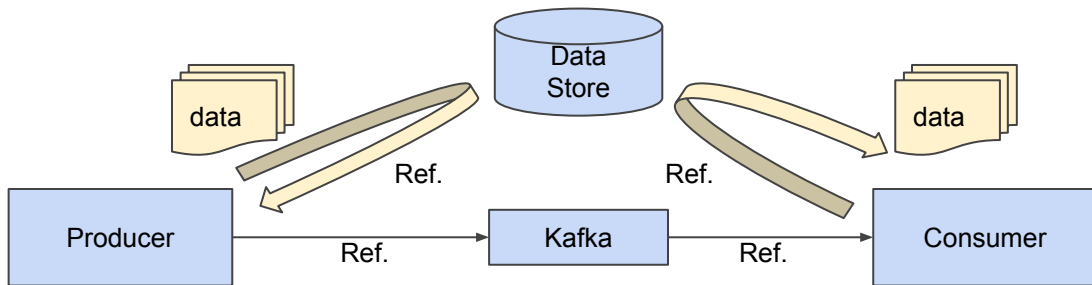 Data
Store
data
data
Ref.
Ref.
Producer
Kafka
Consumer
Ref.
Ref.